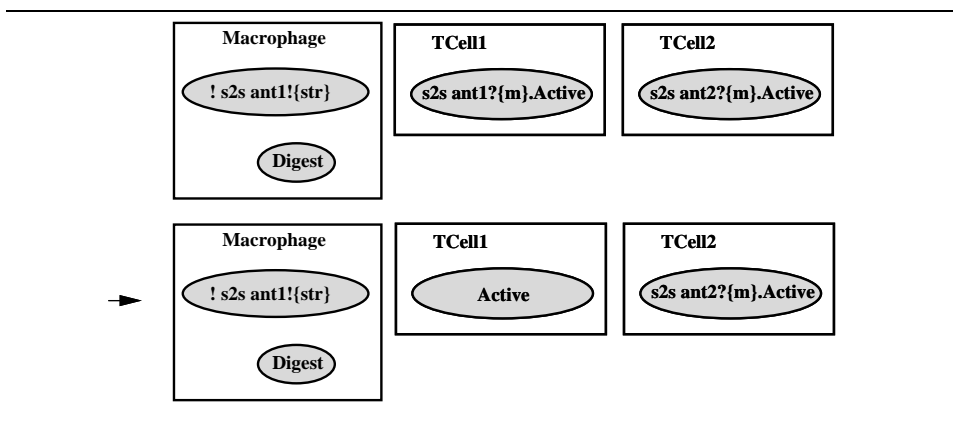 Macrophage
TCell1
TCell2
! s2s ant1!{str}
s2s ant1?{m}.Active
s2s ant2?{m}.Active
Digest
Macrophage
TCell1
TCell2
! s2s ant1!{str}
Active
s2s ant2?{m}.Active
Digest